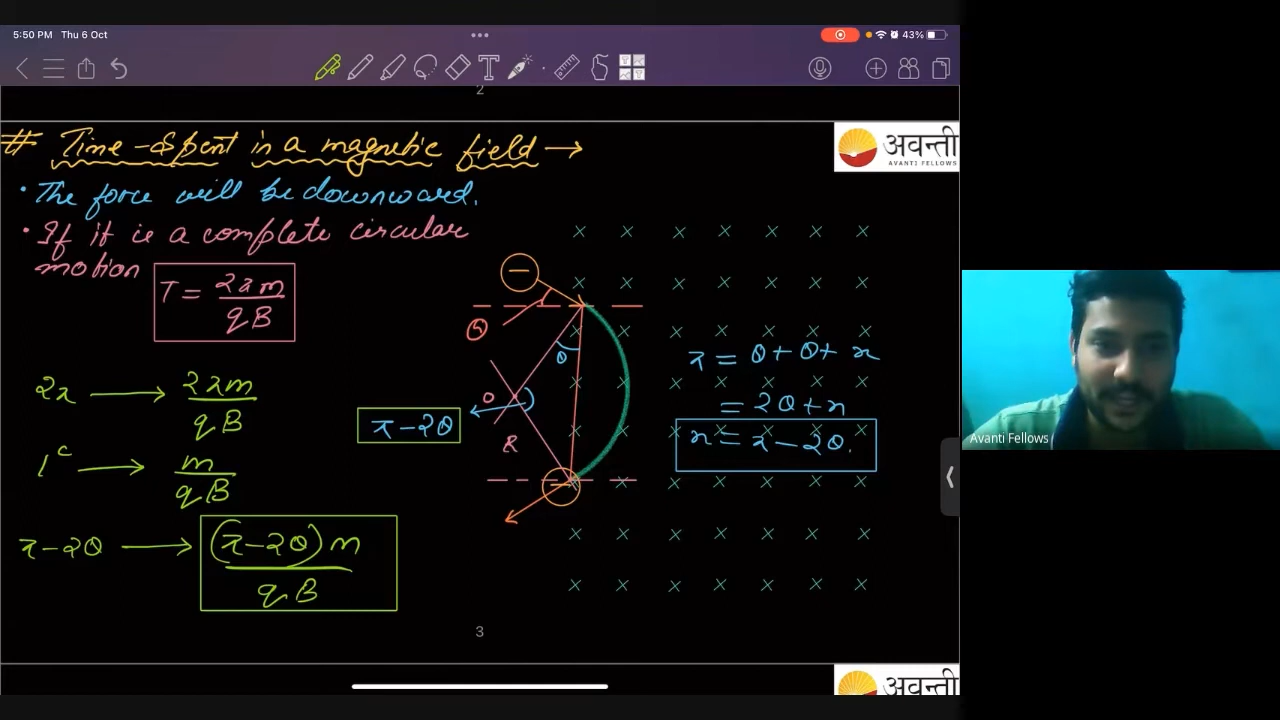 5:50 PM Thu 6 Oct
43%
2
# Time-Spent in a magnetic field →
अवन्ती
AVANTI FELLOWS
• The force will be downward.
• If it is a complete circular
motion
T = 2πm / qB
θ
θ
π = θ + θ + x
= 2θ + x
x = π - 2θ.
2π → 2πm / qB
π - 2θ
R
Avanti Fellows
1ᶜ → m / qB
π - 2θ → (π - 2θ)m / qB
3
अवन्ती